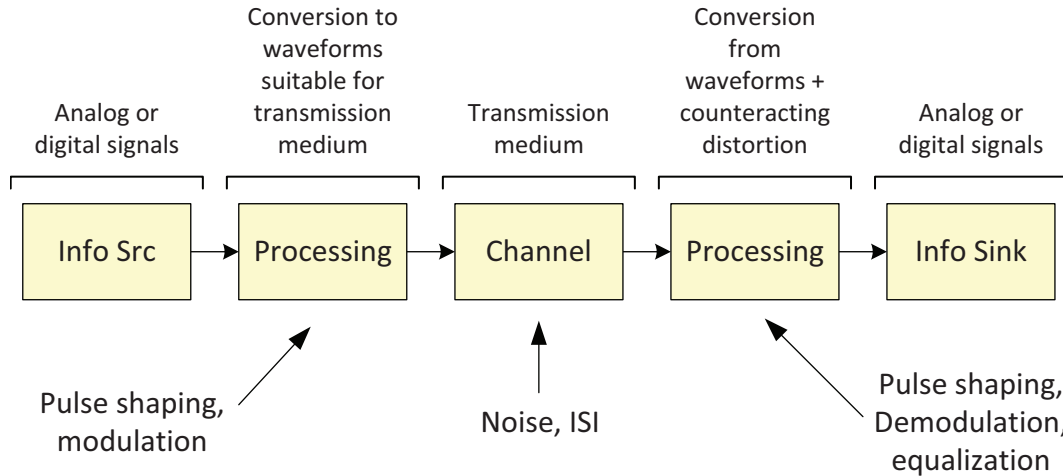 Analog or
digital signals
Conversion to
waveforms
suitable for
transmission
medium
Transmission
medium
Conversion
from
waveforms +
counteracting
distortion
Analog or
digital signals
Info Src
Processing
Channel
Processing
Info Sink
Pulse shaping,
modulation
Noise, ISI
Pulse shaping,
Demodulation,
equalization